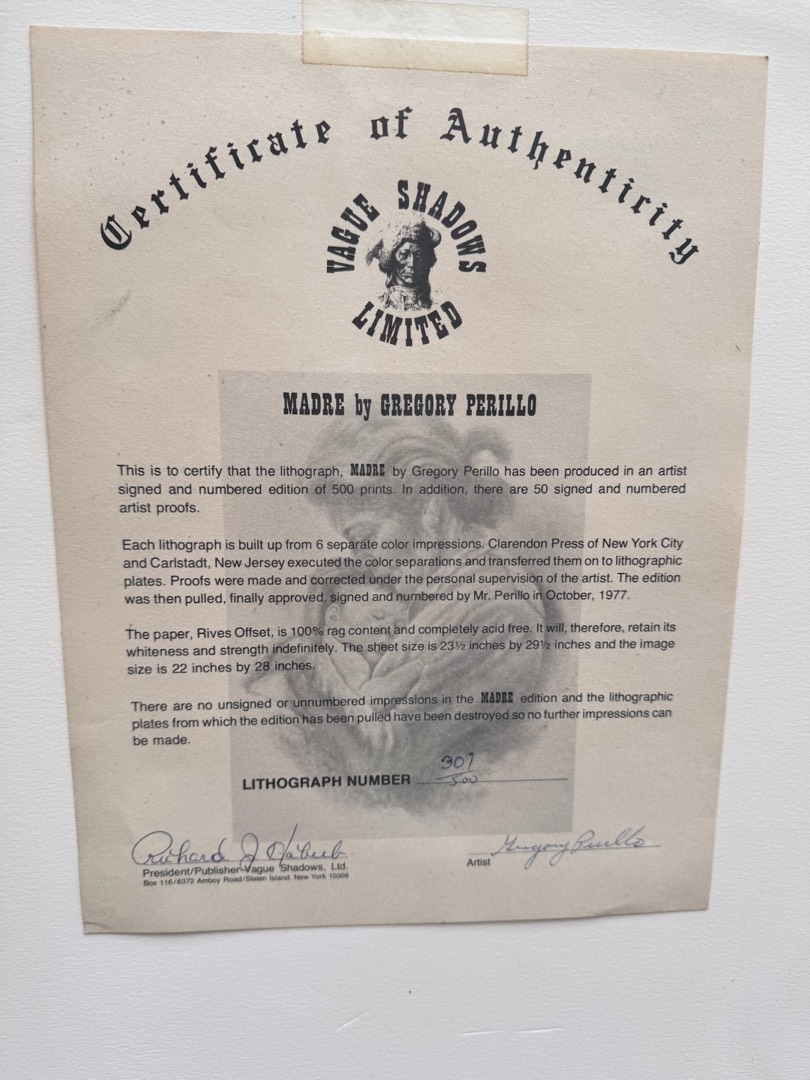 Certificate of Authenticity
VAGUE SHADOWS
LIMITED
MADRE by GREGORY PERILLO
This is to certify that the lithograph, MADRE by Gregory Perillo has been produced in an artist
signed and numbered edition of 500 prints. In addition, there are 50 signed and numbered
artist proofs.
Each lithograph is built up from 6 separate color impressions. Clarendon Press of New York City
and Carlstadt, New Jersey executed the color separations and transferred them on to lithographic
plates. Proofs were made and corrected under the personal supervision of the artist. The edition
was then pulled, finally approved, signed and numbered by Mr. Perillo in October, 1977.
The paper, Rives Offset, is 100% rag content and completely acid free. It will, therefore, retain its
whiteness and strength indefinitely. The sheet size is 23½ inches by 29½ inches and the image
size is 22 inches by 28 inches.
There are no unsigned or unnumbered impressions in the MADRE edition and the lithographic
plates from which the edition has been pulled have been destroyed so no further impressions can
be made.
LITHOGRAPH NUMBER 307/500
Richard J
Gregory Perillo
President/Publisher-Vague Shadows, Ltd.
Artist
Box 116/6372 Amboy Road/Staten Island, New York 10309